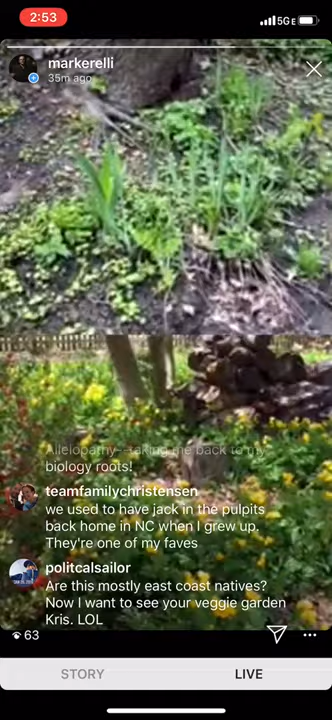 2:53
5G E
markerelli
35m ago
Allelopathy--taking me back to my
biology roots!
teamfamilychristensen
we used to have jack in the pulpits
back home in NC when I grew up.
They're one of my faves
politcalsailor
Are this mostly east coast natives?
Now I want to see your veggie garden
Kris. LOL
63
STORY
LIVE